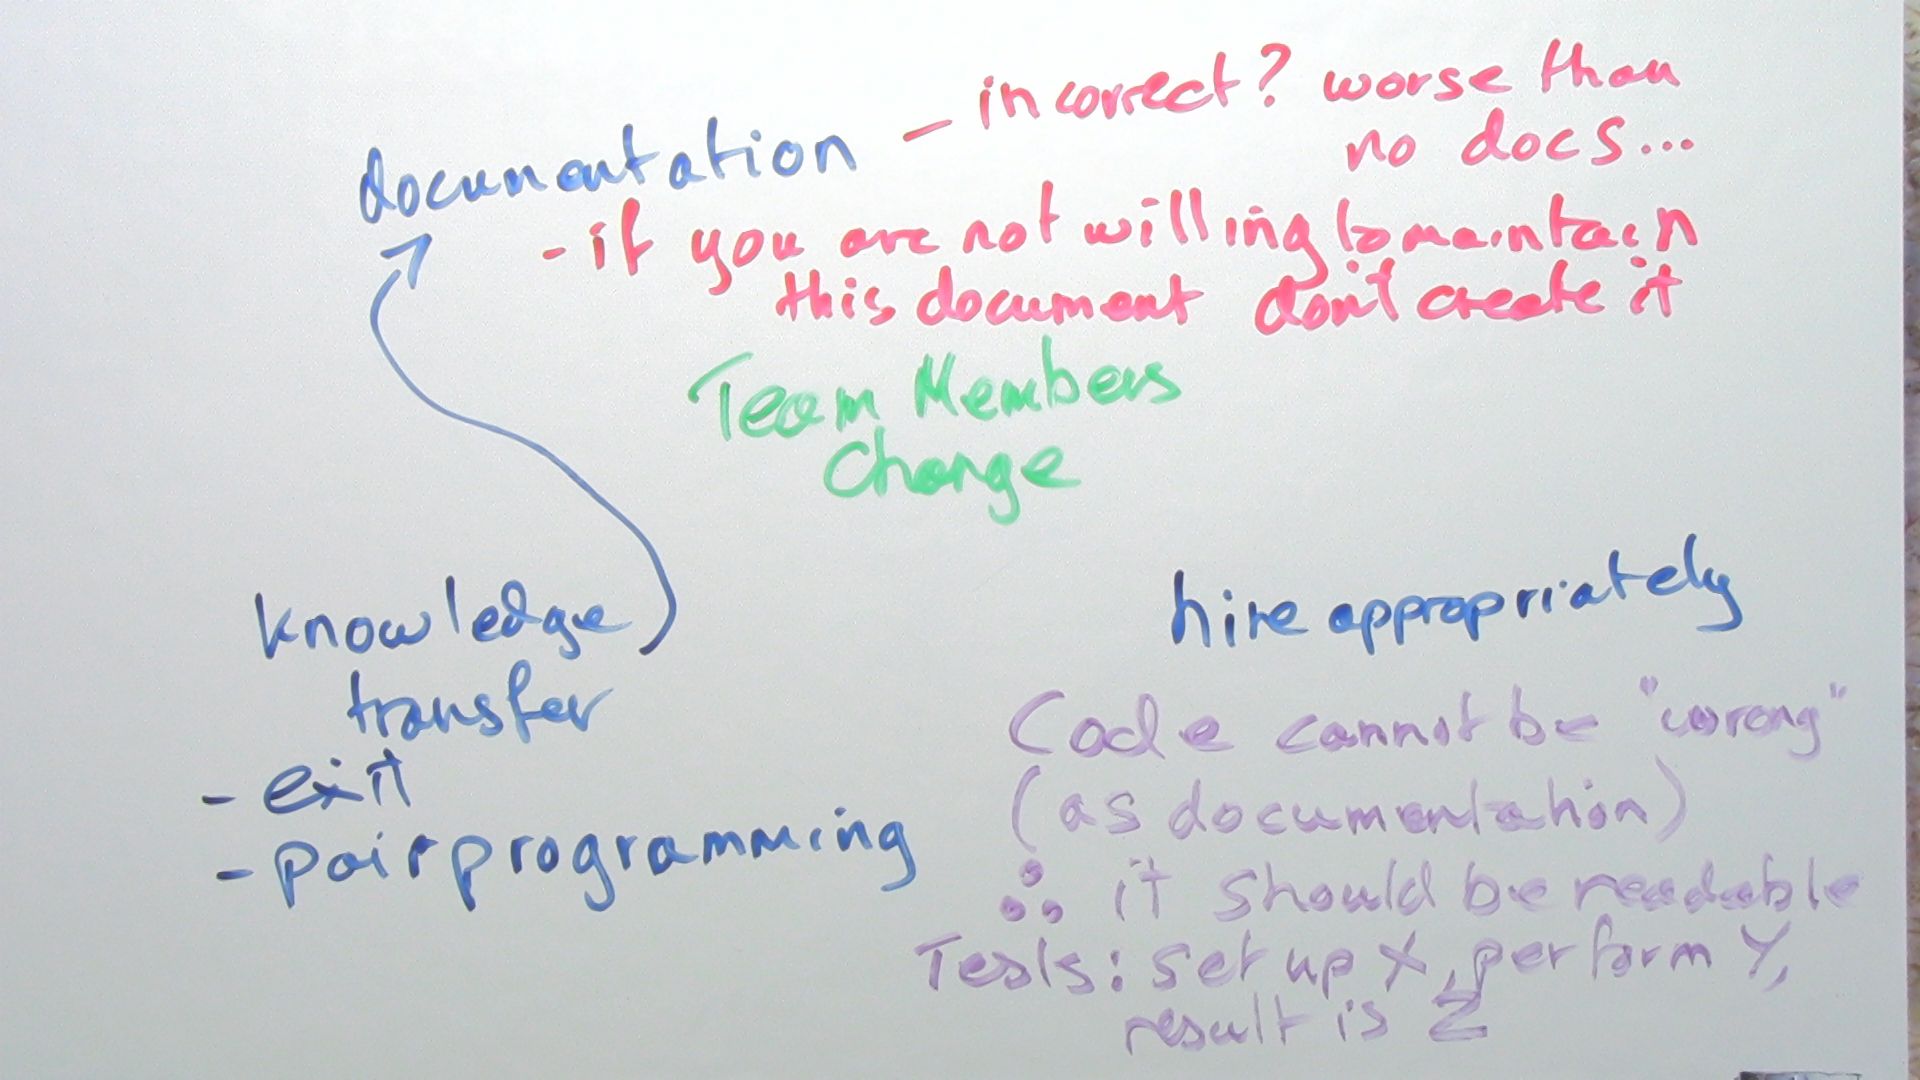 documentation - incorrect? worse than
no docs...
- if you are not willing to maintain
this document don't create it
Team Members
Change
knowledge
transfer
- exit
- pair programming
hire appropriately
Code cannot be "wrong"
(as documentation)
∴ it should be readable
Tests: set up X, perform Y,
result is Z